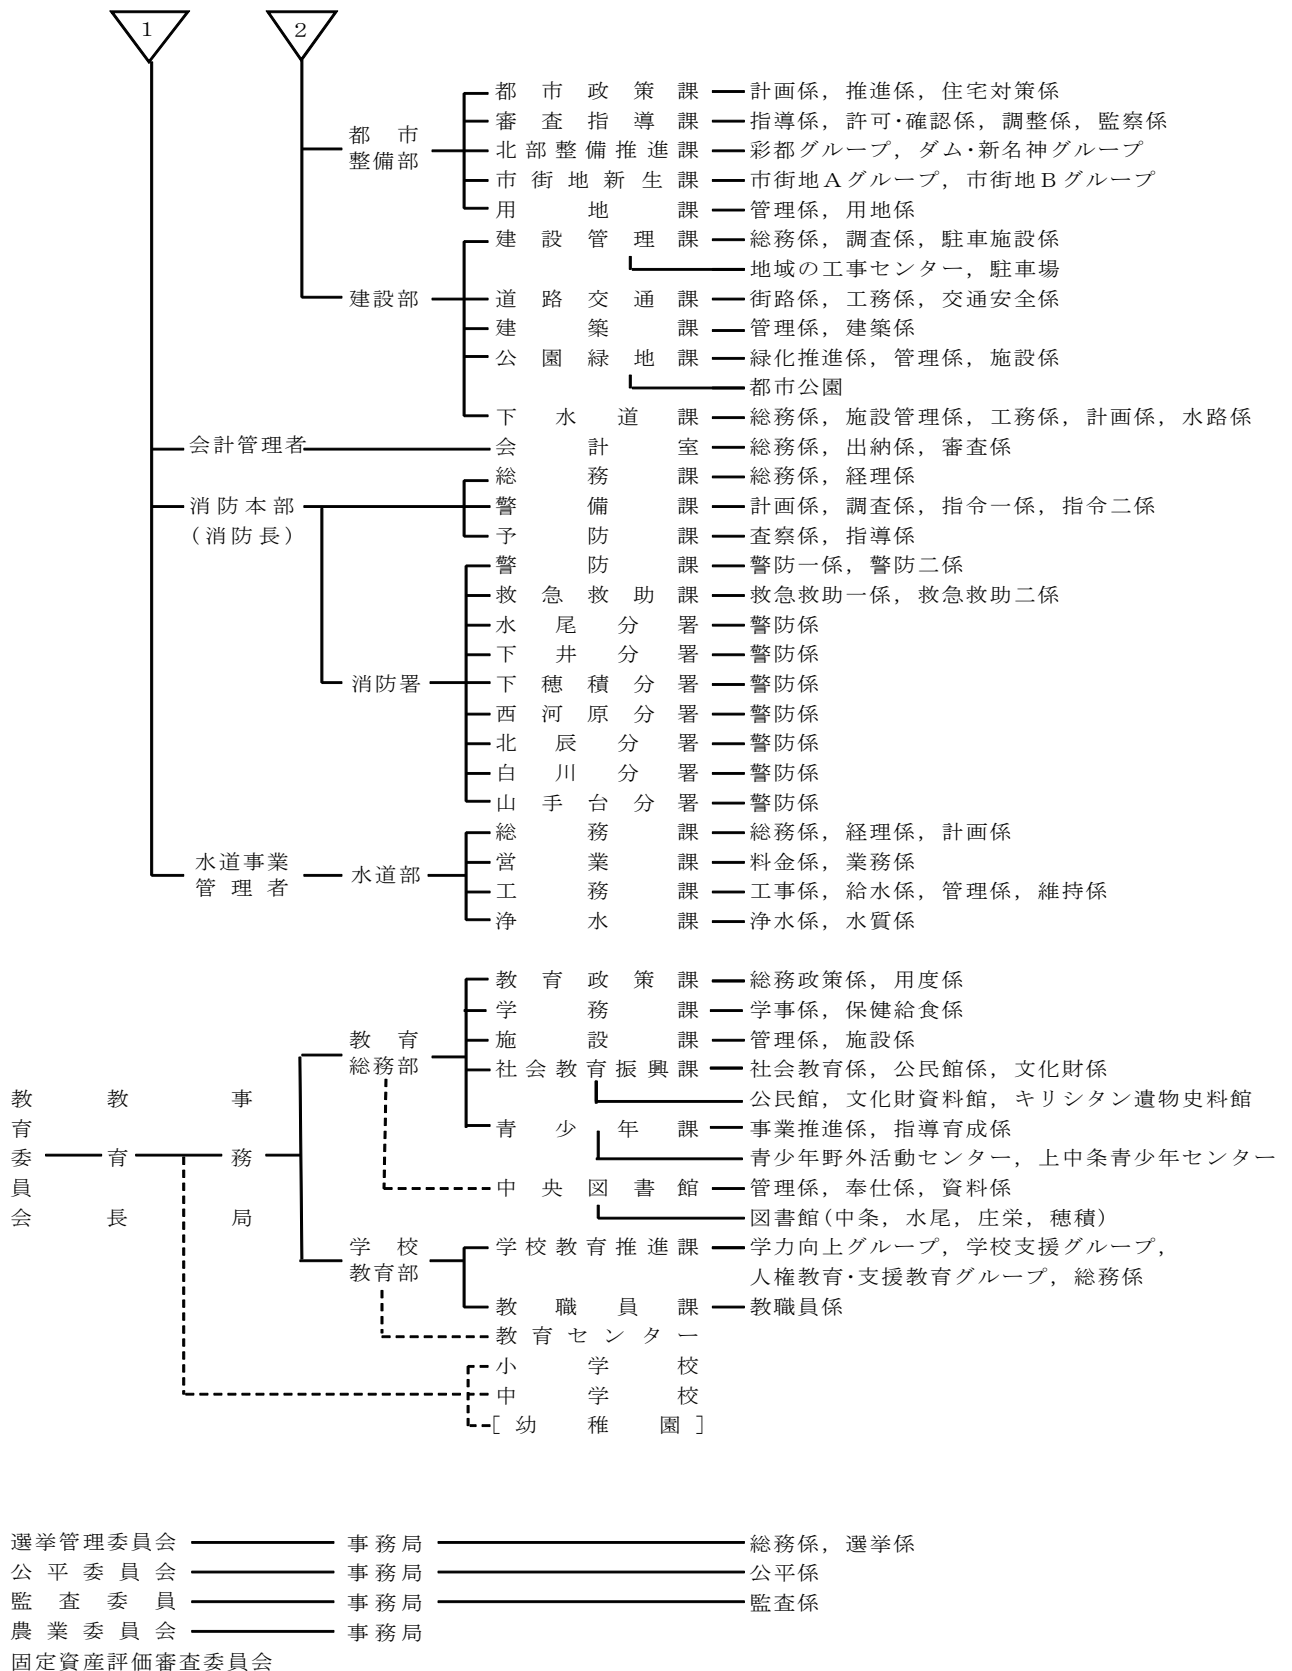 1 2
都市政策課 計画係，推進係，住宅対策係
審査指導課 指導係，許可・確認係，調整係，監察係
都市整備部 北部整備推進課 彩都グループ，ダム・新名神グループ
市街地新生課 市街地Ａグループ，市街地Ｂグループ
用地課 管理係，用地係
建設管理課 総務係，調査係，駐車施設係
地域の工事センター，駐車場
建設部 道路交通課 街路係，工務係，交通安全係
建築課 管理係，建築係
公園緑地課 緑化推進係，管理係，施設係
都市公園
下水道課 総務係，施設管理係，工務係，計画係，水路係
会計管理者 会計室 総務係，出納係，審査係
総務課 総務係，経理係
消防本部 警備課 計画係，調査係，指令一係，指令二係
（消防長） 予防課 査察係，指導係
警防課 警防一係，警防二係
救急救助課 救急救助一係，救急救助二係
水尾分署 警防係
下井分署 警防係
消防署 下穂積分署 警防係
西河原分署 警防係
北辰分署 警防係
白川分署 警防係
山手台分署 警防係
総務課 総務係，経理係，計画係
水道事業管理者 水道部 営業課 料金係，業務係
工務課 工事係，給水係，管理係，維持係
浄水課 浄水係，水質係
教育政策課 総務政策係，用度係
学務課 学事係，保健給食係
教育総務部 施設課 管理係，施設係
社会教育振興課 社会教育係，公民館係，文化財係
公民館，文化財資料館，キリシタン遺物史料館
青少年課 事業推進係，指導育成係
教育委員会 教育長 事務局 青少年野外活動センター，上中条青少年センター
中央図書館 管理係，奉仕係，資料係
図書館（中条，水尾，庄栄，穂積）
学校教育部 学校教育推進課 学力向上グループ，学校支援グループ，
人権教育・支援教育グループ，総務係
教職員課 教職員係
教育センター
小学校
中学校
［幼稚園］
選挙管理委員会 事務局 総務係，選挙係
公平委員会 事務局 公平係
監査委員 事務局 監査係
農業委員会 事務局
固定資産評価審査委員会